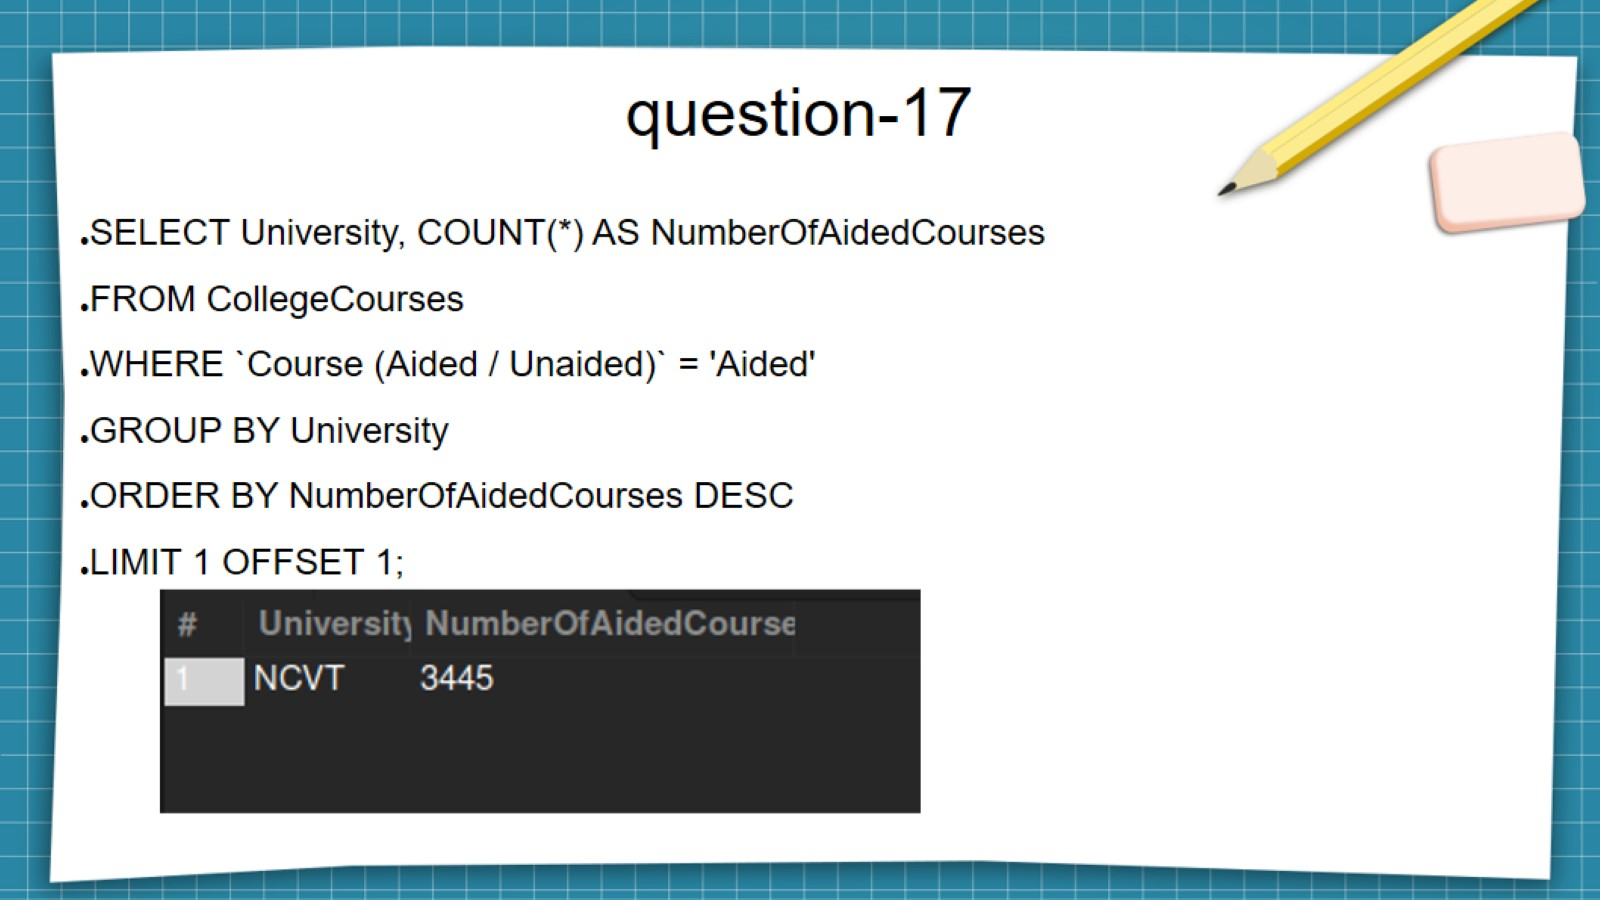 question-17
.SELECT University, COUNT(*) AS NumberOfAidedCourses
.FROM CollegeCourses
.WHERE `Course (Aided / Unaided)` = 'Aided'
.GROUP BY University
.ORDER BY NumberOfAidedCourses DESC
.LIMIT 1 OFFSET 1;
# University NumberOfAidedCourse
1 NCVT 3445